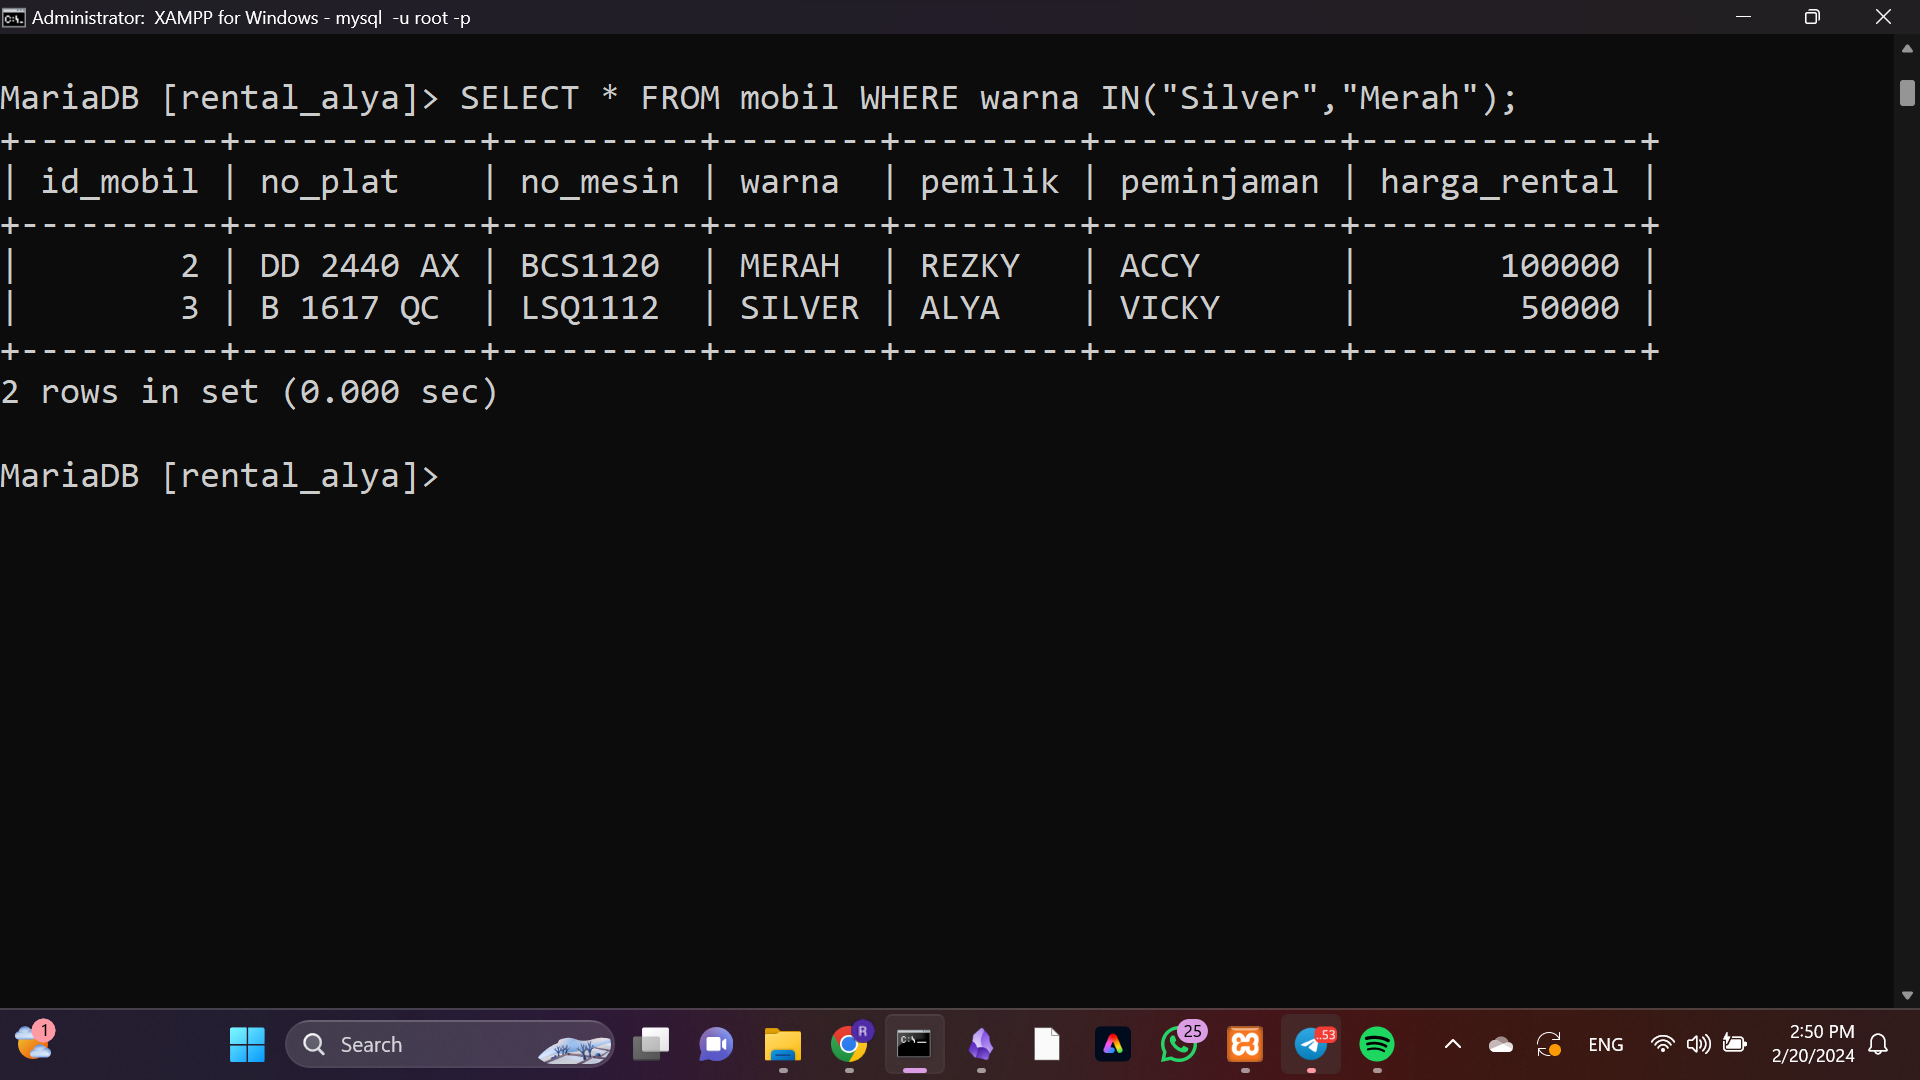 Administrator:  XAMPP for Windows - mysql  -u root -p
MariaDB [rental_alya]> SELECT * FROM mobil WHERE warna IN("Silver","Merah");
+----------+------------+----------+--------+---------+------------+--------------+
| id_mobil | no_plat    | no_mesin | warna  | pemilik | peminjaman | harga_rental |
+----------+------------+----------+--------+---------+------------+--------------+
|        2 | DD 2440 AX | BCS1120  | MERAH  | REZKY   | ACCY       |       100000 |
|        3 | B 1617 QC  | LSQ1112  | SILVER | ALYA    | VICKY      |        50000 |
+----------+------------+----------+--------+---------+------------+--------------+
2 rows in set (0.000 sec)
MariaDB [rental_alya]>
1
Search
R
25
.53
ENG
2:50 PM
2/20/2024